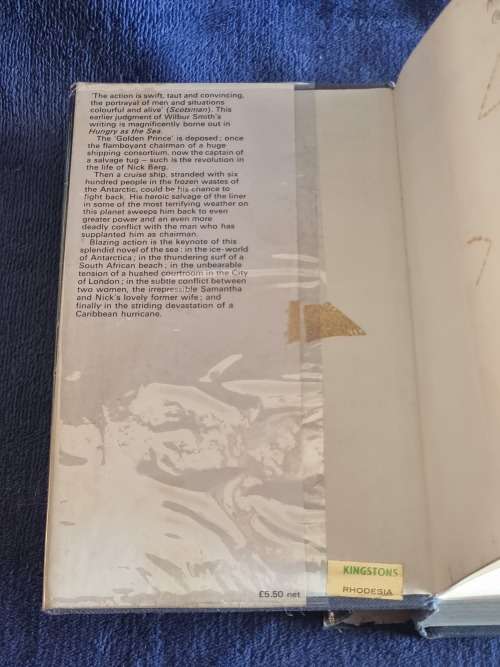 'The action is swift, taut and convincing,
the portrayal of men and situations
colourful and alive' (Scotsman). This
earlier judgment of Wilbur Smith's
writing is magnificently borne out in
Hungry as the Sea.
The 'Golden Prince' is deposed; once
the flamboyant chairman of a huge
shipping consortium, now the captain of
a salvage tug – such is the revolution in
the life of Nick Berg.
Then a cruise ship, stranded with six
hundred people in the frozen wastes of
the Antarctic, could be his chance to
fight back. His heroic salvage of the liner
in some of the most terrifying weather on
this planet sweeps him back to even
greater power and an even more
deadly conflict with the man who has
supplanted him as chairman.
Blazing action is the keynote of this
splendid novel of the sea: in the ice-world
of Antarctica; in the thundering surf of a
South African beach; in the unbearable
tension of a hushed courtroom in the City
of London; in the subtle conflict between
two women, the irrepressible Samantha
and Nick's lovely former wife; and
finally in the striding devastation of a
Caribbean hurricane.
£5.50 net
KINGSTONS
RHODESIA